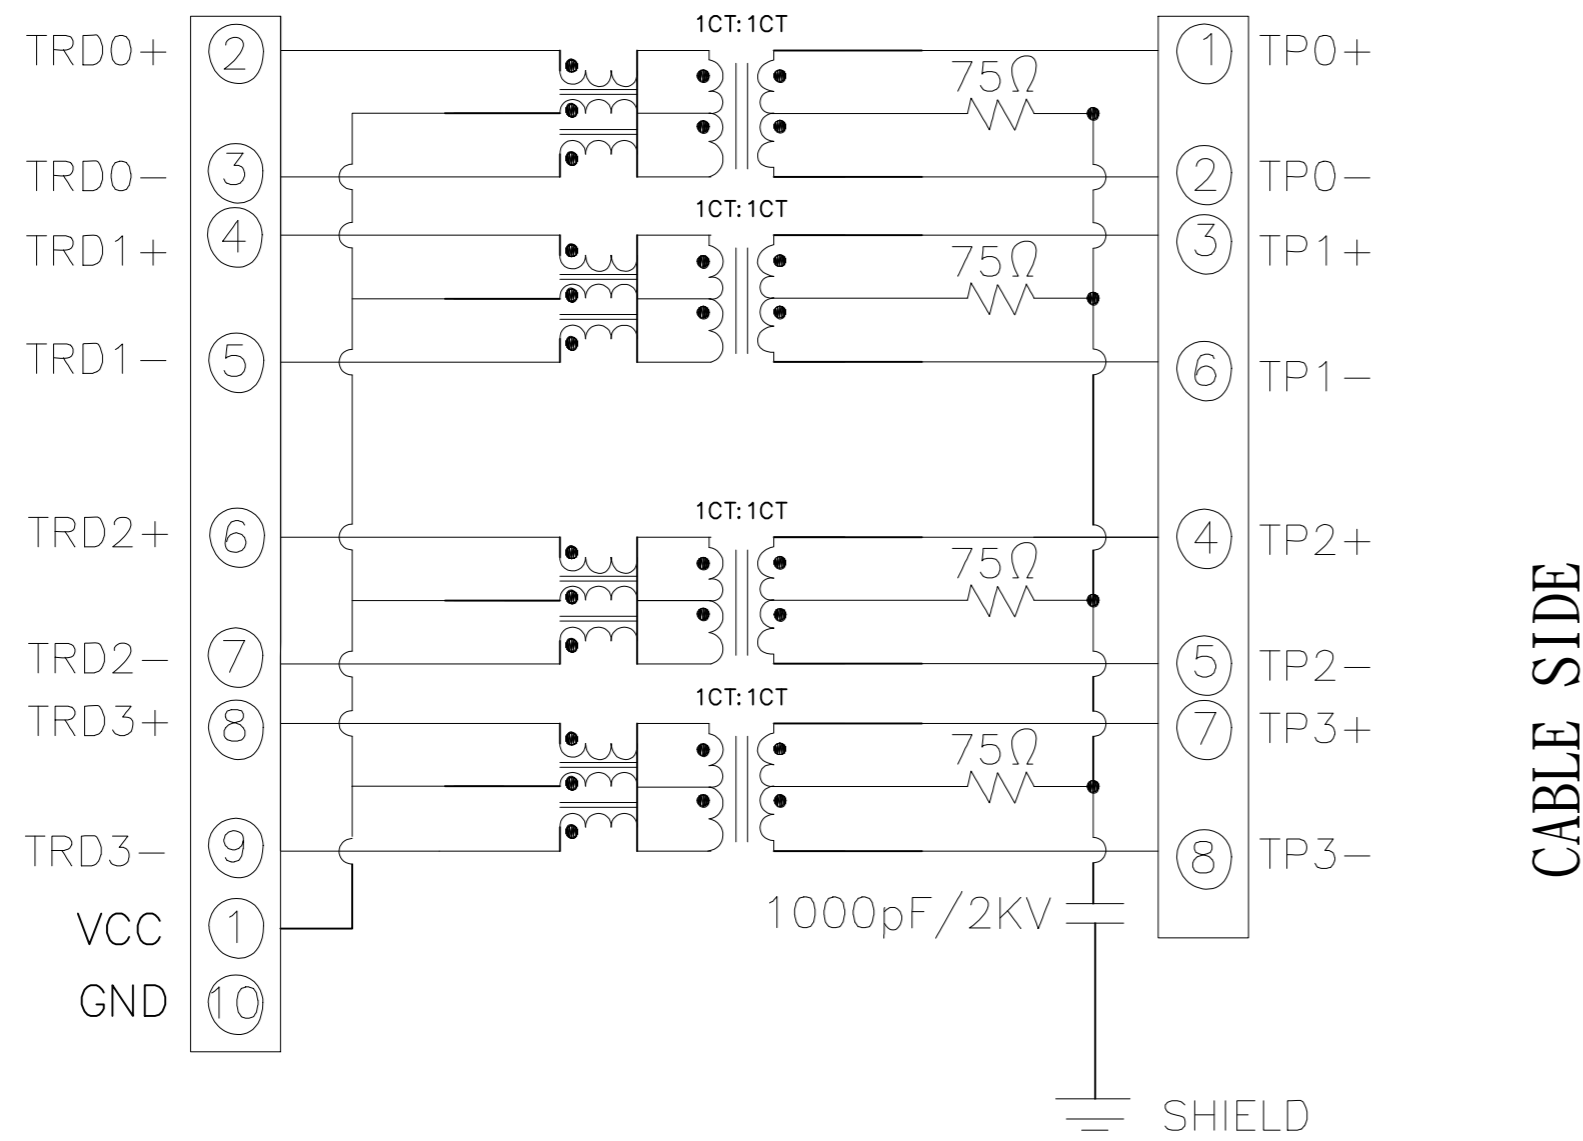 1CT:1CT
TRD0+ 2 75Ω 1 TP0+
TRD0- 3 2 TP0-
1CT:1CT
TRD1+ 4 75Ω 3 TP1+
TRD1- 5 6 TP1-
1CT:1CT
TRD2+ 6 75Ω 4 TP2+
TRD2- 7 5 TP2-
1CT:1CT
TRD3+ 8 75Ω 7 TP3+
TRD3- 9 8 TP3-
VCC 1 1000pF/2KV
GND 10
SHIELD
CABLE SIDE